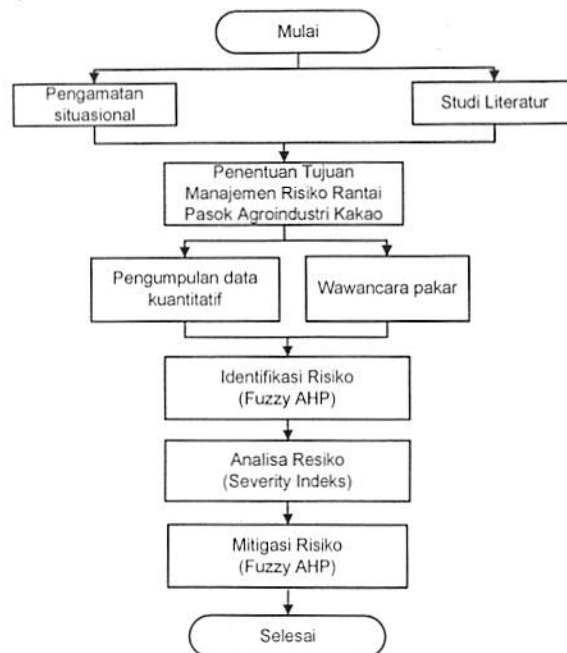 Mulai
Pengamatan
situasional
Studi Literatur
Penentuan Tujuan
Manajemen Risiko Rantai
Pasok Agroindustri Kakao
Pengumpulan data
kuantitatif
Wawancara pakar
Identifikasi Risiko
(Fuzzy AHP)
Analisa Resiko
(Severity Indeks)
Mitigasi Risiko
(Fuzzy AHP)
Selesai